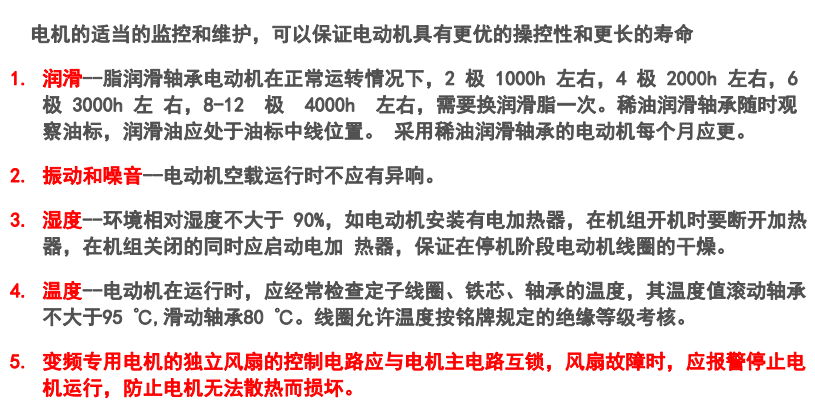 电机的适当的监控和维护，可以保证电动机具有更优的操控性和更长的寿命
1. 润滑——脂润滑轴承电动机在正常运转情况下，2 极 1000h 左右，4 极 2000h 左右，6
极 3000h 左 右，8-12 极 4000h 左右，需要换润滑脂一次。稀油润滑轴承随时观
察油标，润滑油应处于油标中线位置。 采用稀油润滑轴承的电动机每个月应更。
2. 振动和噪音——电动机空载运行时不应有异响。
3. 湿度——环境相对湿度不大于 90%，如电动机安装有电加热器，在机组开机时要断开加热
器，在机组关闭的同时应启动电加 热器，保证在停机阶段电动机线圈的干燥。
4. 温度——电动机在运行时，应经常检查定子线圈、铁芯、轴承的温度，其温度值滚动轴承
不大于95 ℃,滑动轴承80 ℃。线圈允许温度按铭牌规定的绝缘等级考核。
5. 变频专用电机的独立风扇的控制电路应与电机主电路互锁，风扇故障时，应报警停止电
机运行，防止电机无法散热而损坏。